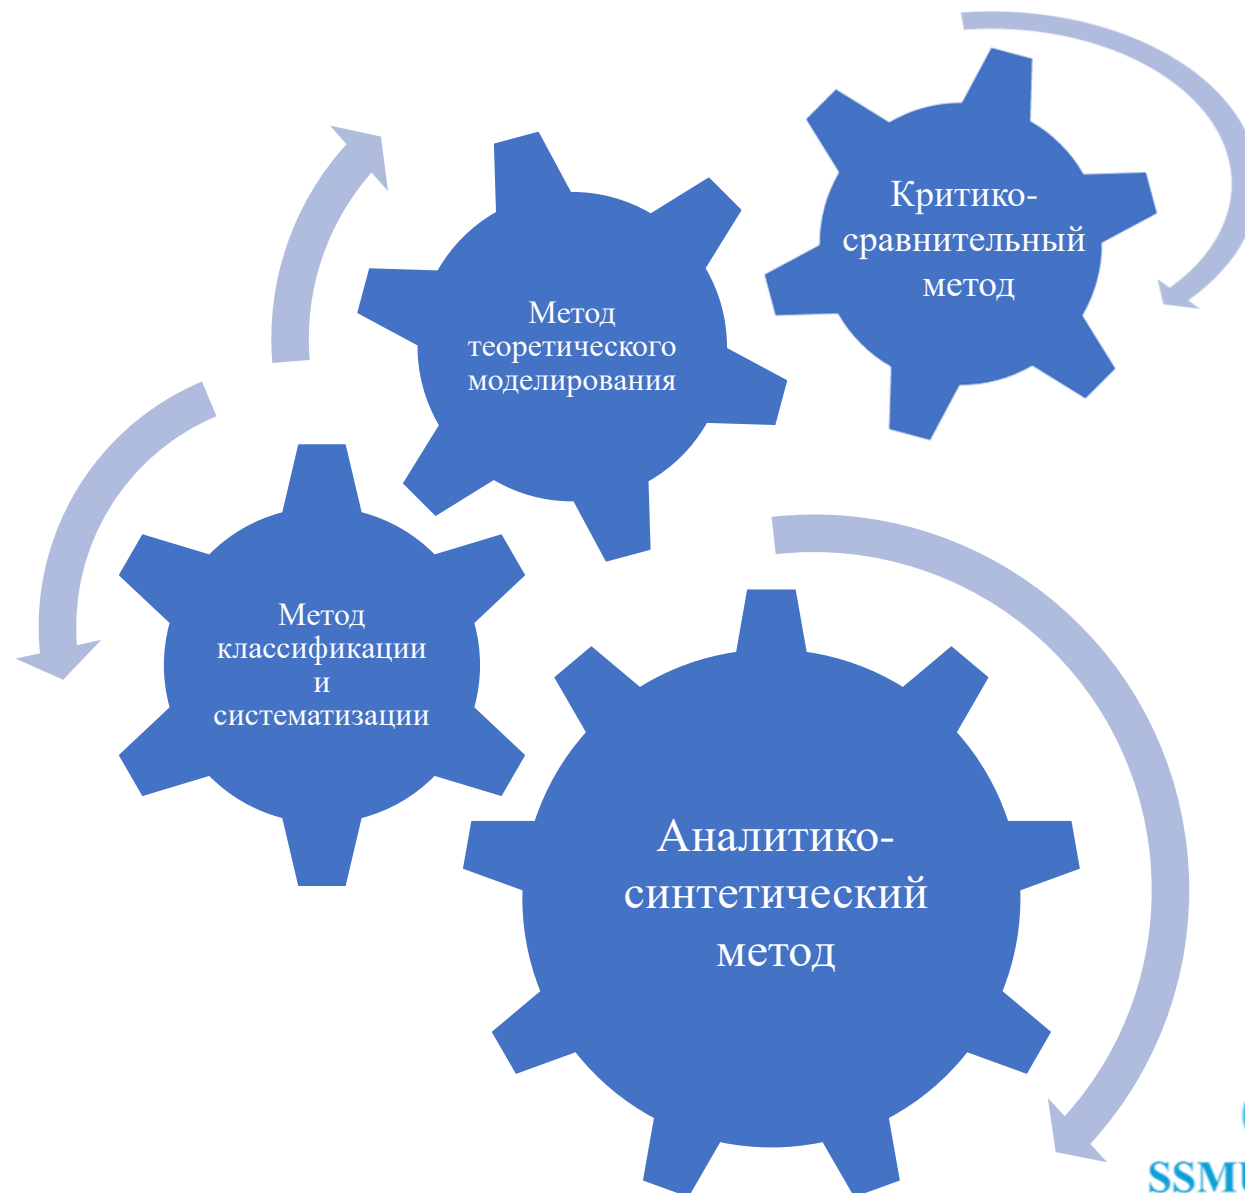 Критико-
сравнительный
метод
Метод
теоретического
моделирования
Метод
классификации
и
систематизации
Аналитико-
синтетический
метод
SSMU